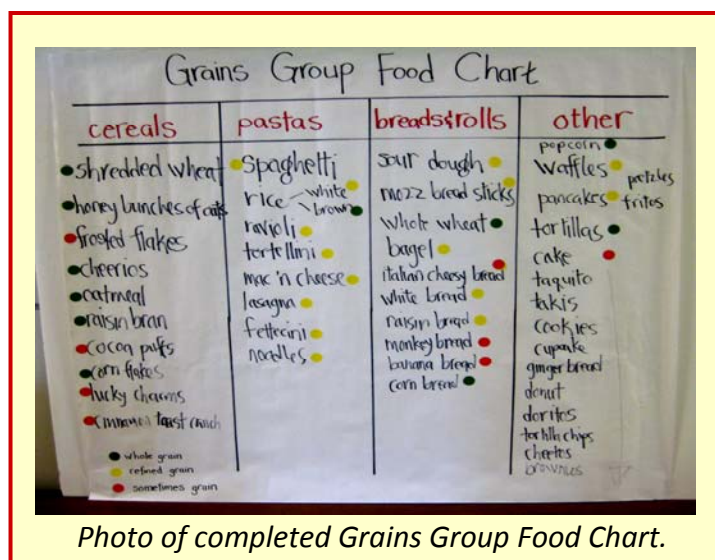 Grains Group Food Chart
cereals
shredded wheat
honey bunches of oats
frosted flakes
cheerios
oatmeal
raisin bran
cocoa puffs
corn flakes
lucky charms
cinnamon toast crunch
whole grain
refined grain
sometimes grain
pastas
spaghetti
rice white
brown
ravioli
tortellini
mac 'n cheese
lasagna
fettecini
noodles
breads & rolls
sour dough
mozz bread sticks
whole wheat
bagel
italian cheesy bread
white bread
raisin bread
monkey bread
banana bread
corn bread
other
popcorn
waffles
pretzles
pancakes
fritos
tortillas
cake
taquito
takis
cookies
cupcake
ginger bread
donut
doritos
tortilla chips
cheetos
brownies
Photo of completed Grains Group Food Chart.